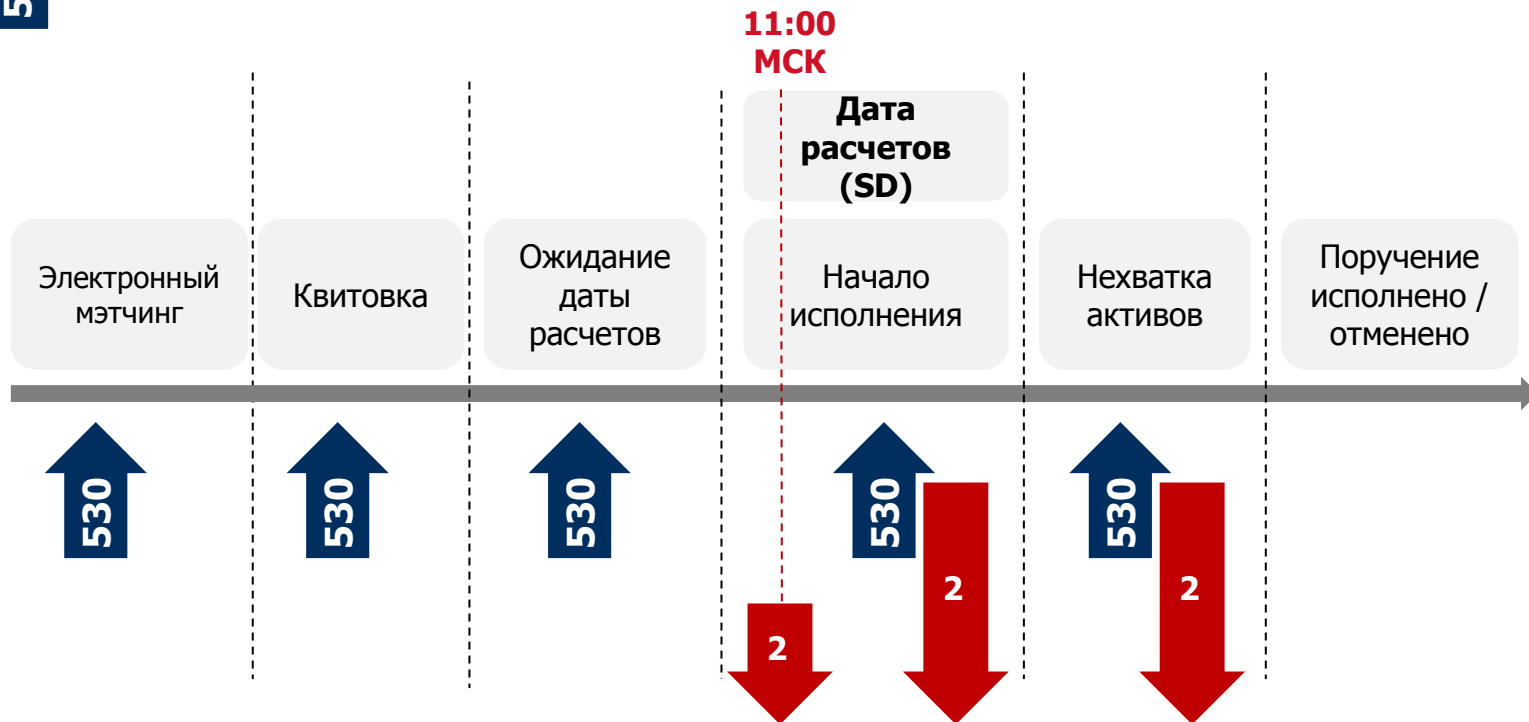 5
11:00
МСК
Дата
расчетов
(SD)
Электронный
мэтчинг
Квитовка
Ожидание
даты
расчетов
Начало
исполнения
Нехватка
активов
Поручение
исполнено /
отменено
530
530
530
530
530
2
2
2